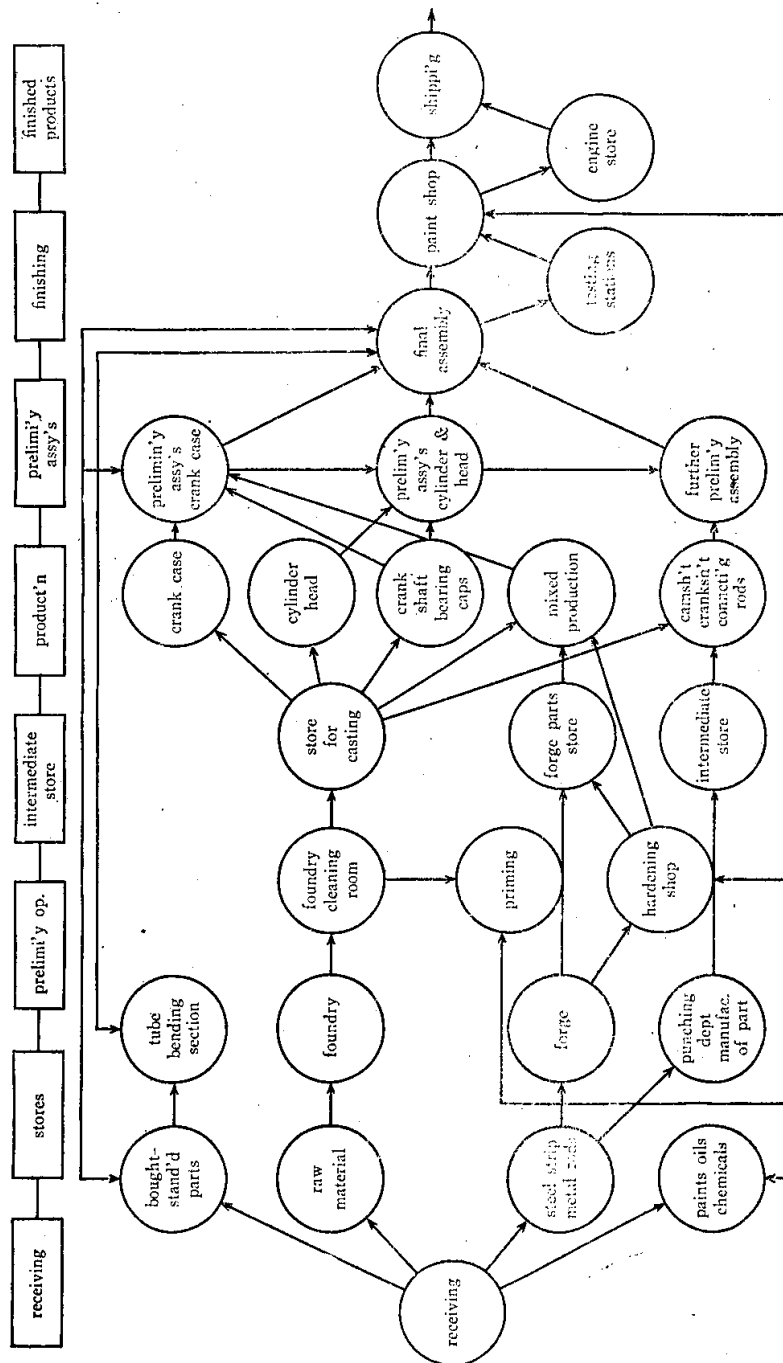 receiving
stores
prelimi'y op.
intermediate
store
product'n
prelimi'y
assy's
finishing
finished
products
bought-
stand'd
parts
tube
bending
section
crank case
prelimin'y
assy's
crank case
raw
material
foundry
foundry
cleaning
room
store
for
casting
cylinder
head
crank
shaft
bearing
caps
prelim'y
assy's
cylinder &
head
final
assembly
paint shop
shippi'g
receiving
steel strip
metal rods
forge
priming
forge parts
store
mixed
production
testing
stations
engine
store
paints oils
chemicals
punching
dept
manufac.
of part
hardening
shop
intermediate
store
camsh't
rods
further
prelim'y
assembly